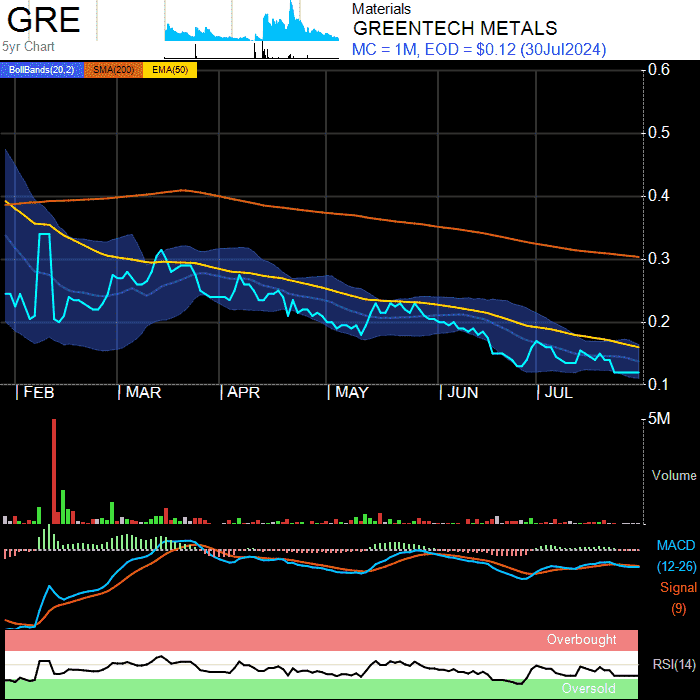 GRE
5yr Chart
Materials
GREENTECH METALS
MC = 1M, EOD = $0.12 (30Jul2024)
BollBands(20,2) SMA(200) EMA(50)
0.6
0.5
0.4
0.3
0.2
0.1
FEB MAR APR MAY JUN JUL
5M
Volume
MACD
(12-26)
Signal
(9)
Overbought
RSI(14)
Oversold